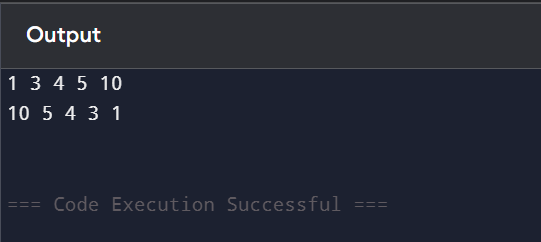 Output
1 3 4 5 10
10 5 4 3 1
=== Code Execution Successful ===